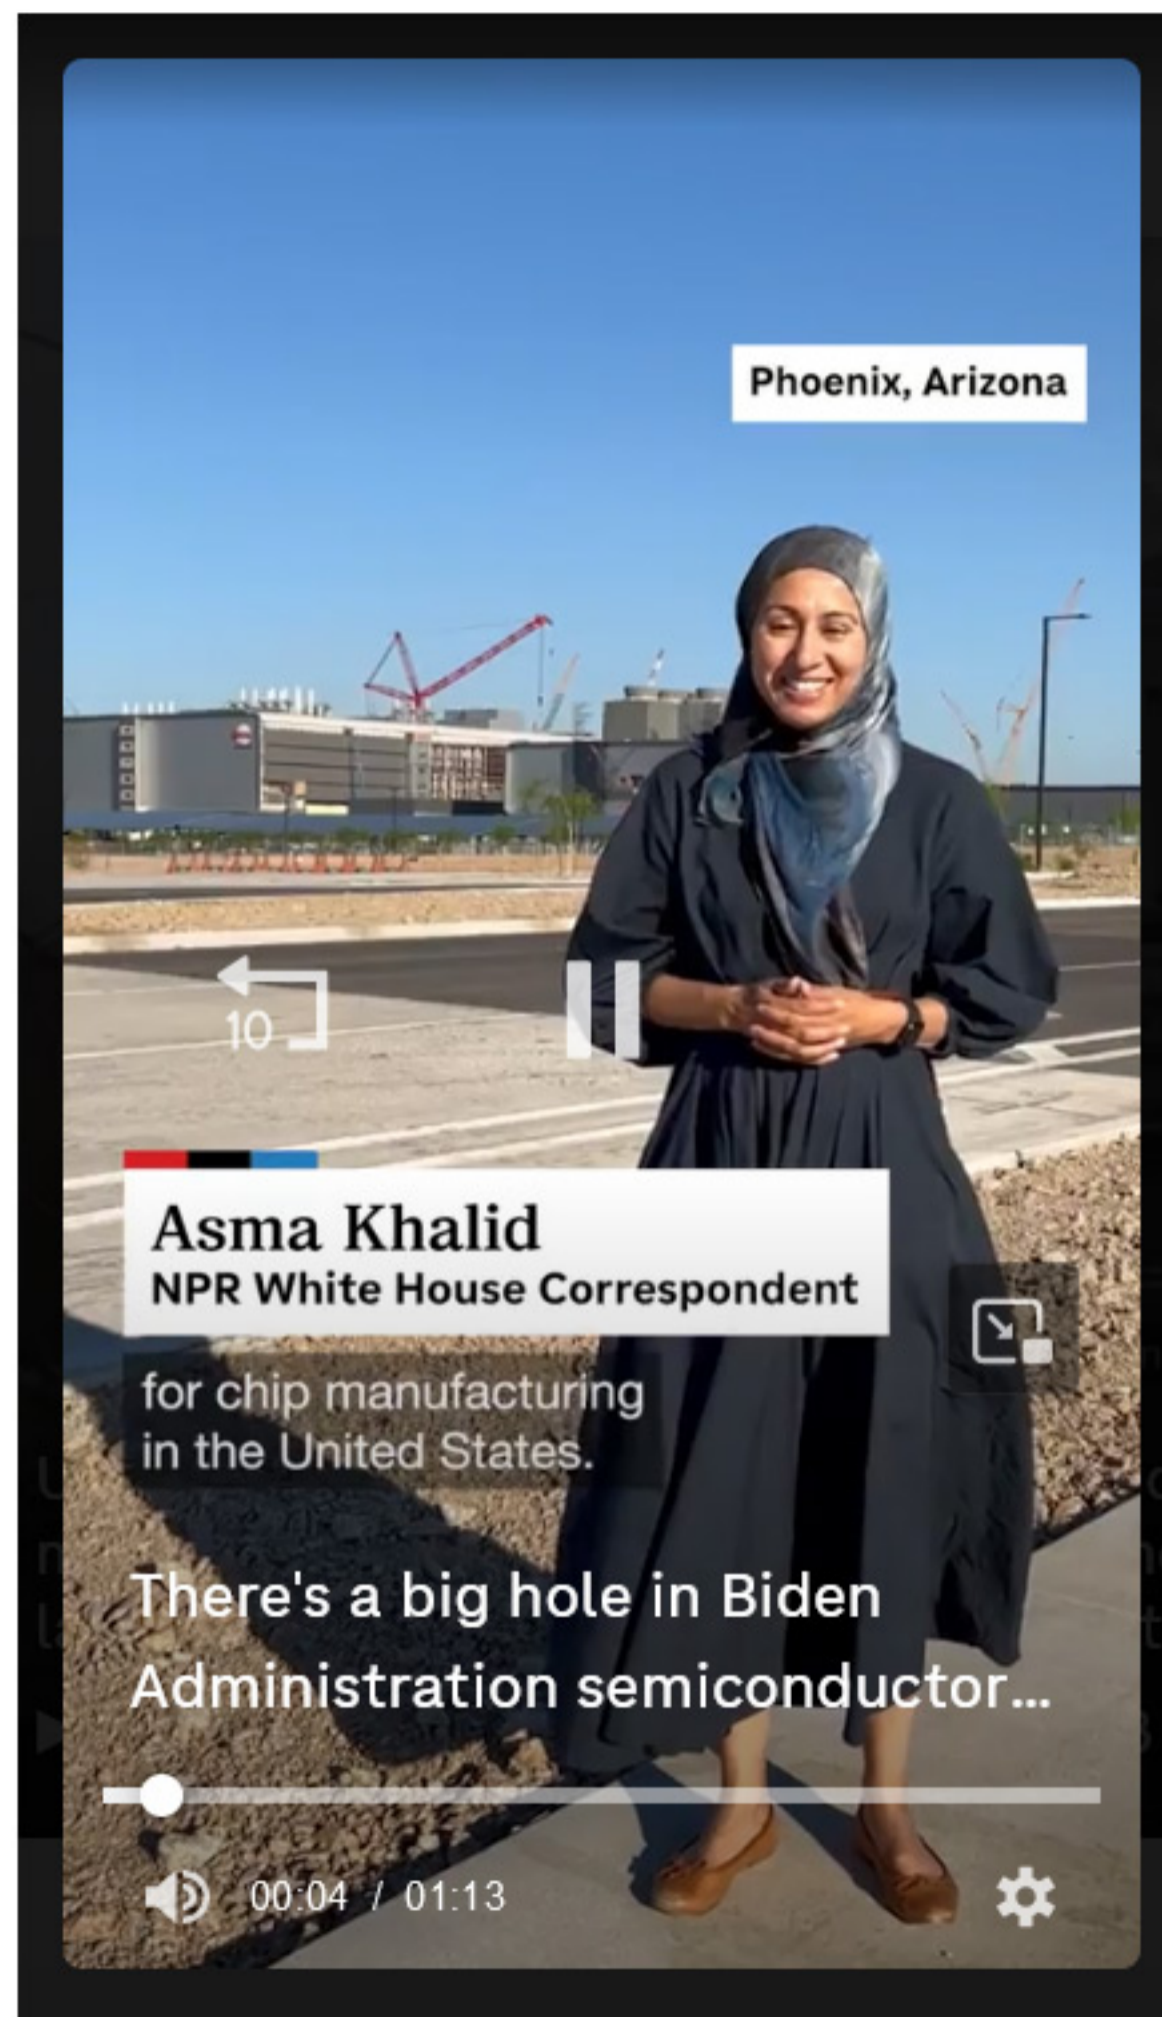 Phoenix, Arizona
10
Asma Khalid
NPR White House Correspondent
for chip manufacturing
in the United States.
There's a big hole in Biden
Administration semiconductor...
00:04 / 01:13